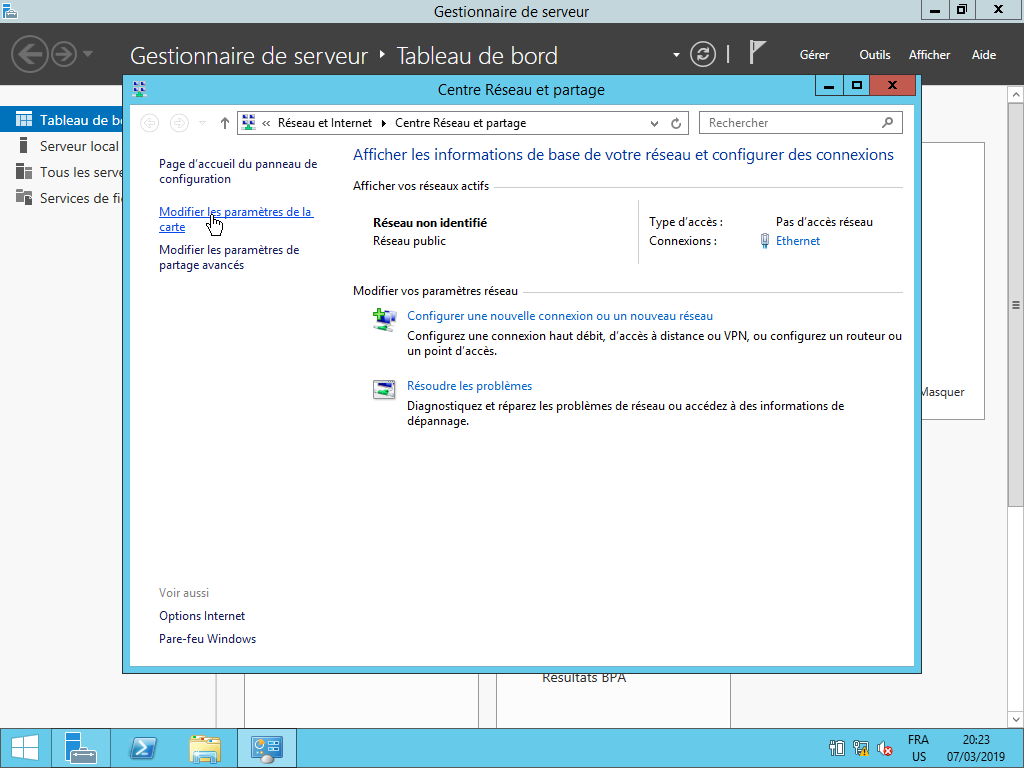 Gestionnaire de serveur
Gestionnaire de serveur ‣ Tableau de bord
Gérer Outils Afficher Aide
Centre Réseau et partage
« Réseau et Internet ▸ Centre Réseau et partage
Rechercher
Tableau de b
Serveur local
Tous les serve
Services de fi
Page d'accueil du panneau de
configuration
Modifier les paramètres de la
carte
Modifier les paramètres de
partage avancés
Afficher les informations de base de votre réseau et configurer des connexions
Afficher vos réseaux actifs
Réseau non identifié
Réseau public
Type d'accès : Pas d'accès réseau
Connexions : Ethernet
Modifier vos paramètres réseau
Configurer une nouvelle connexion ou un nouveau réseau
Configurez une connexion haut débit, d'accès à distance ou VPN, ou configurez un routeur ou
un point d'accès.
Résoudre les problèmes
Diagnostiquez et réparez les problèmes de réseau ou accédez à des informations de
dépannage.
Masquer
Voir aussi
Options Internet
Pare-feu Windows
Résultats BPA
FRA
US
20:23
07/03/2019